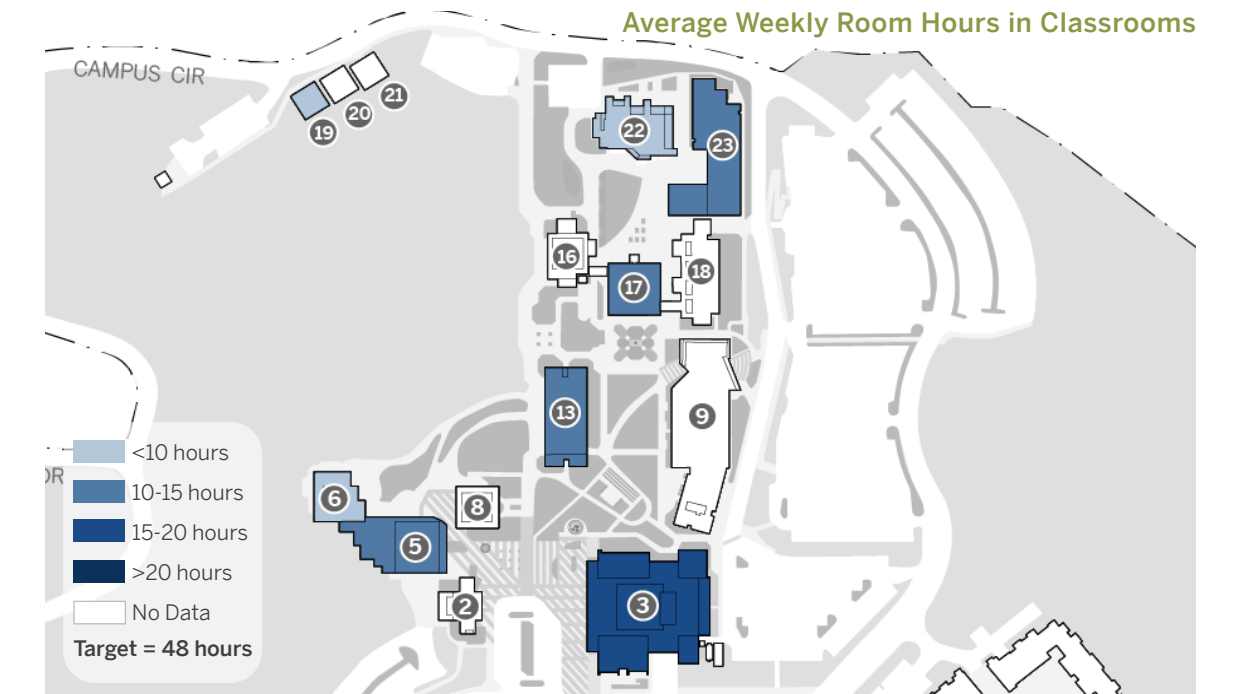 Average Weekly Room Hours in Classrooms
CAMPUS CIR
21
20
19
22
23
16
18
17
13
9
6
8
5
2
3
DR
<10 hours
10-15 hours
15-20 hours
>20 hours
No Data
Target = 48 hours